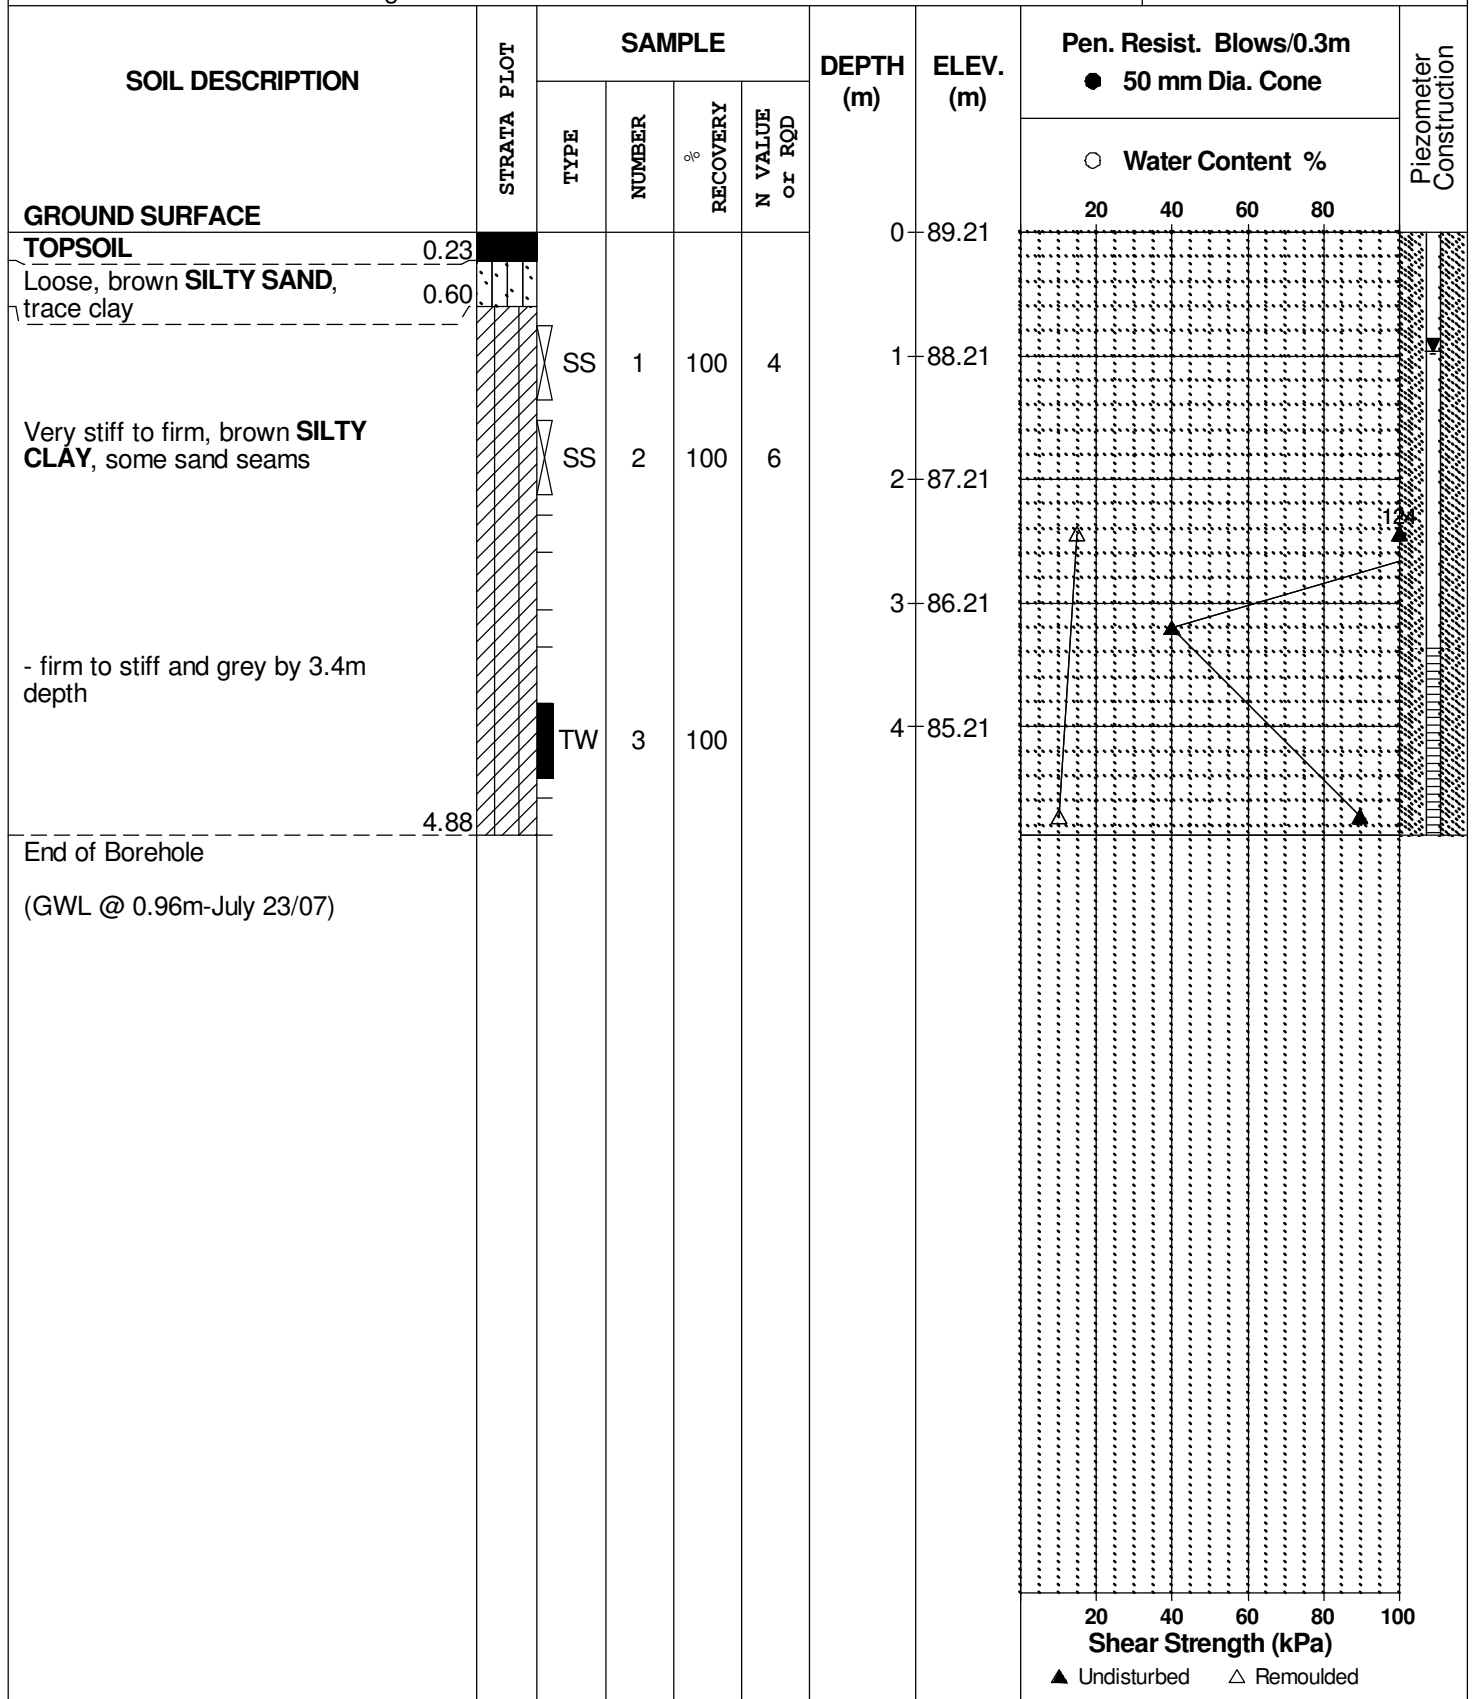 SOIL DESCRIPTION
STRATA PLOT
SAMPLE
TYPE
NUMBER
% RECOVERY
N VALUE or RQD
DEPTH (m)
ELEV. (m)
Pen. Resist. Blows/0.3m
● 50 mm Dia. Cone
○ Water Content %
Piezometer Construction
20 40 60 80
GROUND SURFACE
0 89.21
TOPSOIL 0.23
Loose, brown SILTY SAND, trace clay 0.60
SS 1 100 4
1 88.21
Very stiff to firm, brown SILTY CLAY, some sand seams
SS 2 100 6
2 87.21
124
3 86.21
- firm to stiff and grey by 3.4m depth
TW 3 100
4 85.21
4.88
End of Borehole
(GWL @ 0.96m-July 23/07)
20 40 60 80 100
Shear Strength (kPa)
▲ Undisturbed △ Remoulded